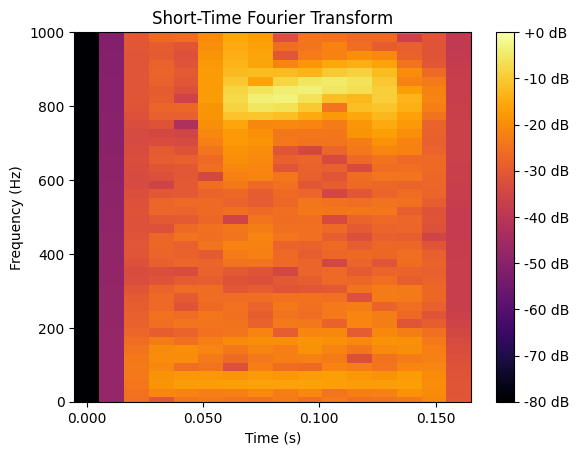 Short-Time Fourier Transform
1000
800
600
400
200
0
Frequency (Hz)
0.000
0.050
0.100
0.150
Time (s)
+0 dB
-10 dB
-20 dB
-30 dB
-40 dB
-50 dB
-60 dB
-70 dB
-80 dB